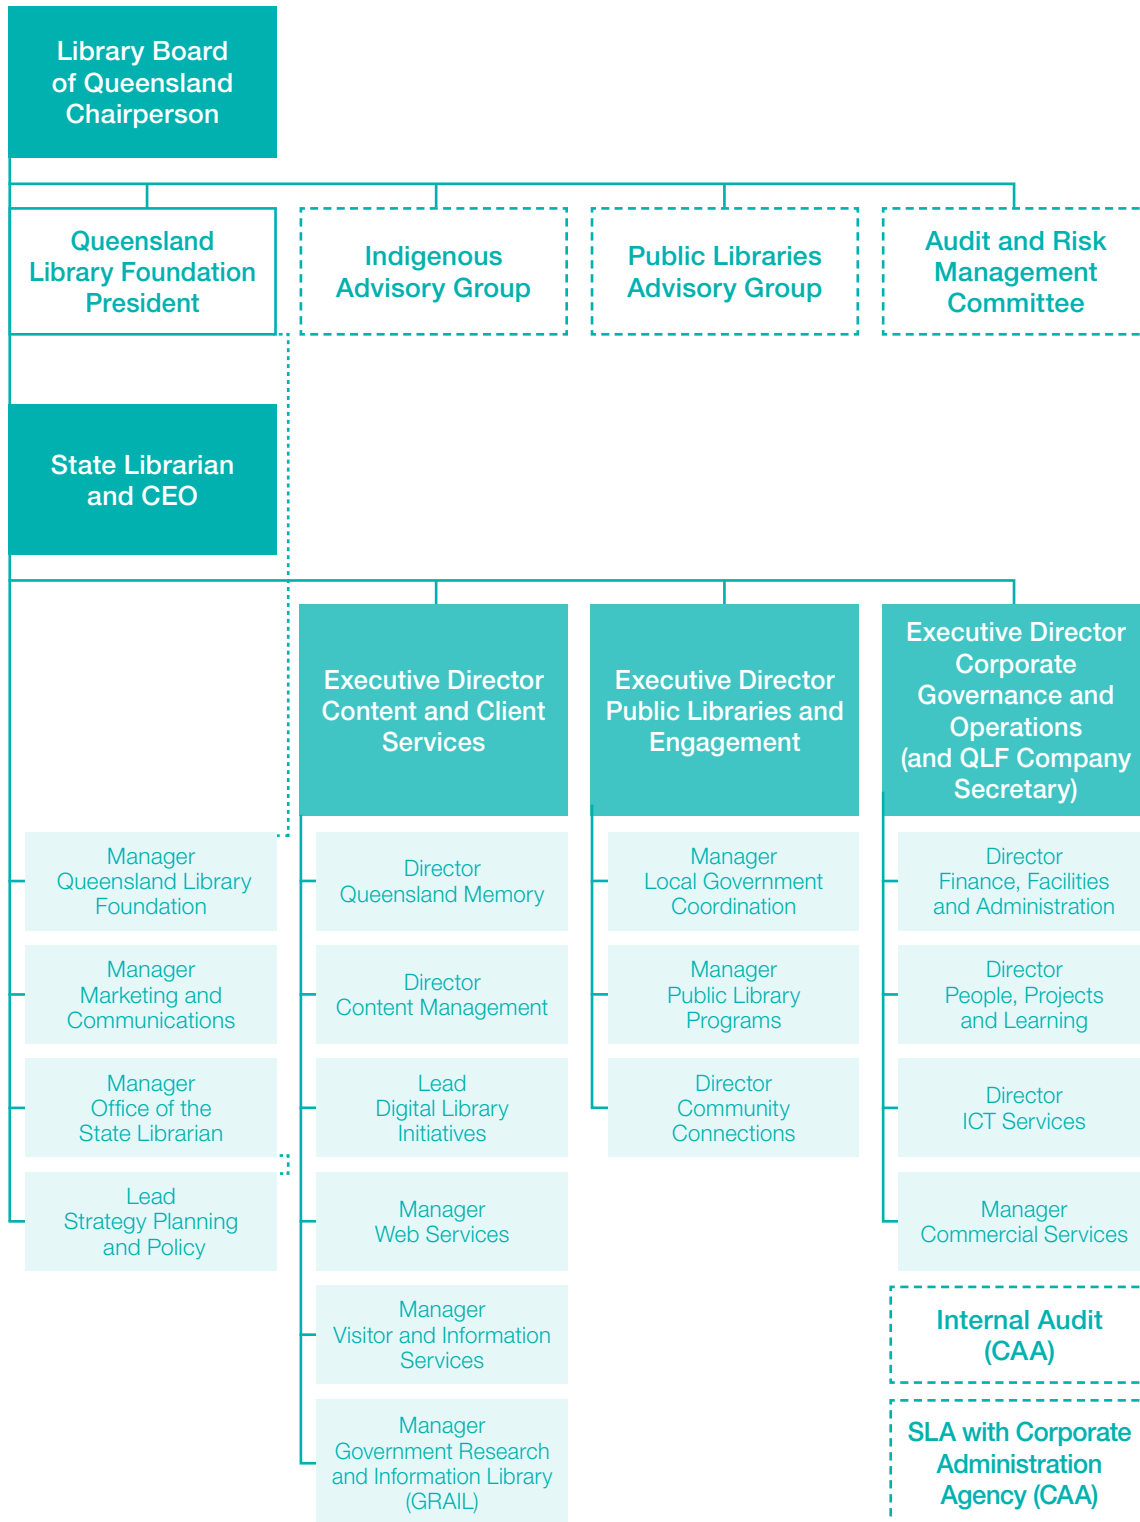 Library Board
of Queensland
Chairperson
Queensland
Library Foundation
President
Indigenous
Advisory Group
Public Libraries
Advisory Group
Audit and Risk
Management
Committee
State Librarian
and CEO
Executive Director
Content and Client
Services
Executive Director
Public Libraries and
Engagement
Executive Director
Corporate
Governance and
Operations
(and QLF Company
Secretary)
Manager
Queensland Library
Foundation
Manager
Marketing and
Communications
Manager
Office of the
State Librarian
Lead
Strategy Planning
and Policy
Director
Queensland Memory
Director
Content Management
Lead
Digital Library
Initiatives
Manager
Web Services
Manager
Visitor and Information
Services
Manager
Government Research
and Information Library
(GRAIL)
Manager
Local Government
Coordination
Manager
Public Library
Programs
Director
Community
Connections
Director
Finance, Facilities
and Administration
Director
People, Projects
and Learning
Director
ICT Services
Manager
Commercial Services
Internal Audit
(CAA)
SLA with Corporate
Administration
Agency (CAA)